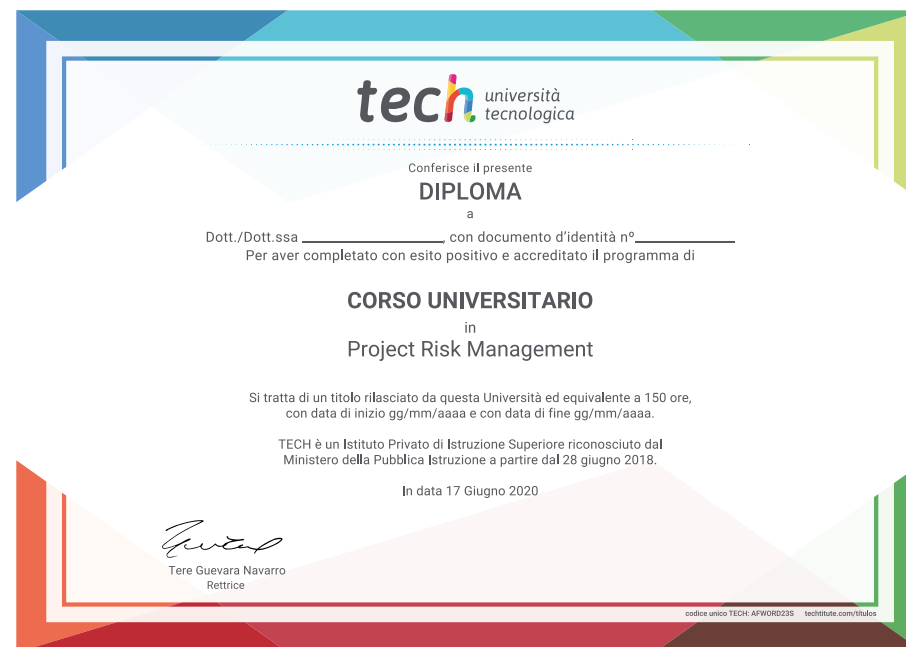 tech università
tecnologica
Conferisce il presente
DIPLOMA
a
Dott./Dott.ssa ____________________, con documento d'identità nº______________
Per aver completato con esito positivo e accreditato il programma di
CORSO UNIVERSITARIO
in
Project Risk Management
Si tratta di un titolo rilasciato da questa Università ed equivalente a 150 ore,
con data di inizio gg/mm/aaaa e con data di fine gg/mm/aaaa.
TECH è un Istituto Privato di Istruzione Superiore riconosciuto dal
Ministero della Pubblica Istruzione a partire dal 28 giugno 2018.
In data 17 Giugno 2020
Tere Guevara Navarro
Rettrice
codice unico TECH: AFWORD23S techtitute.com/titulos